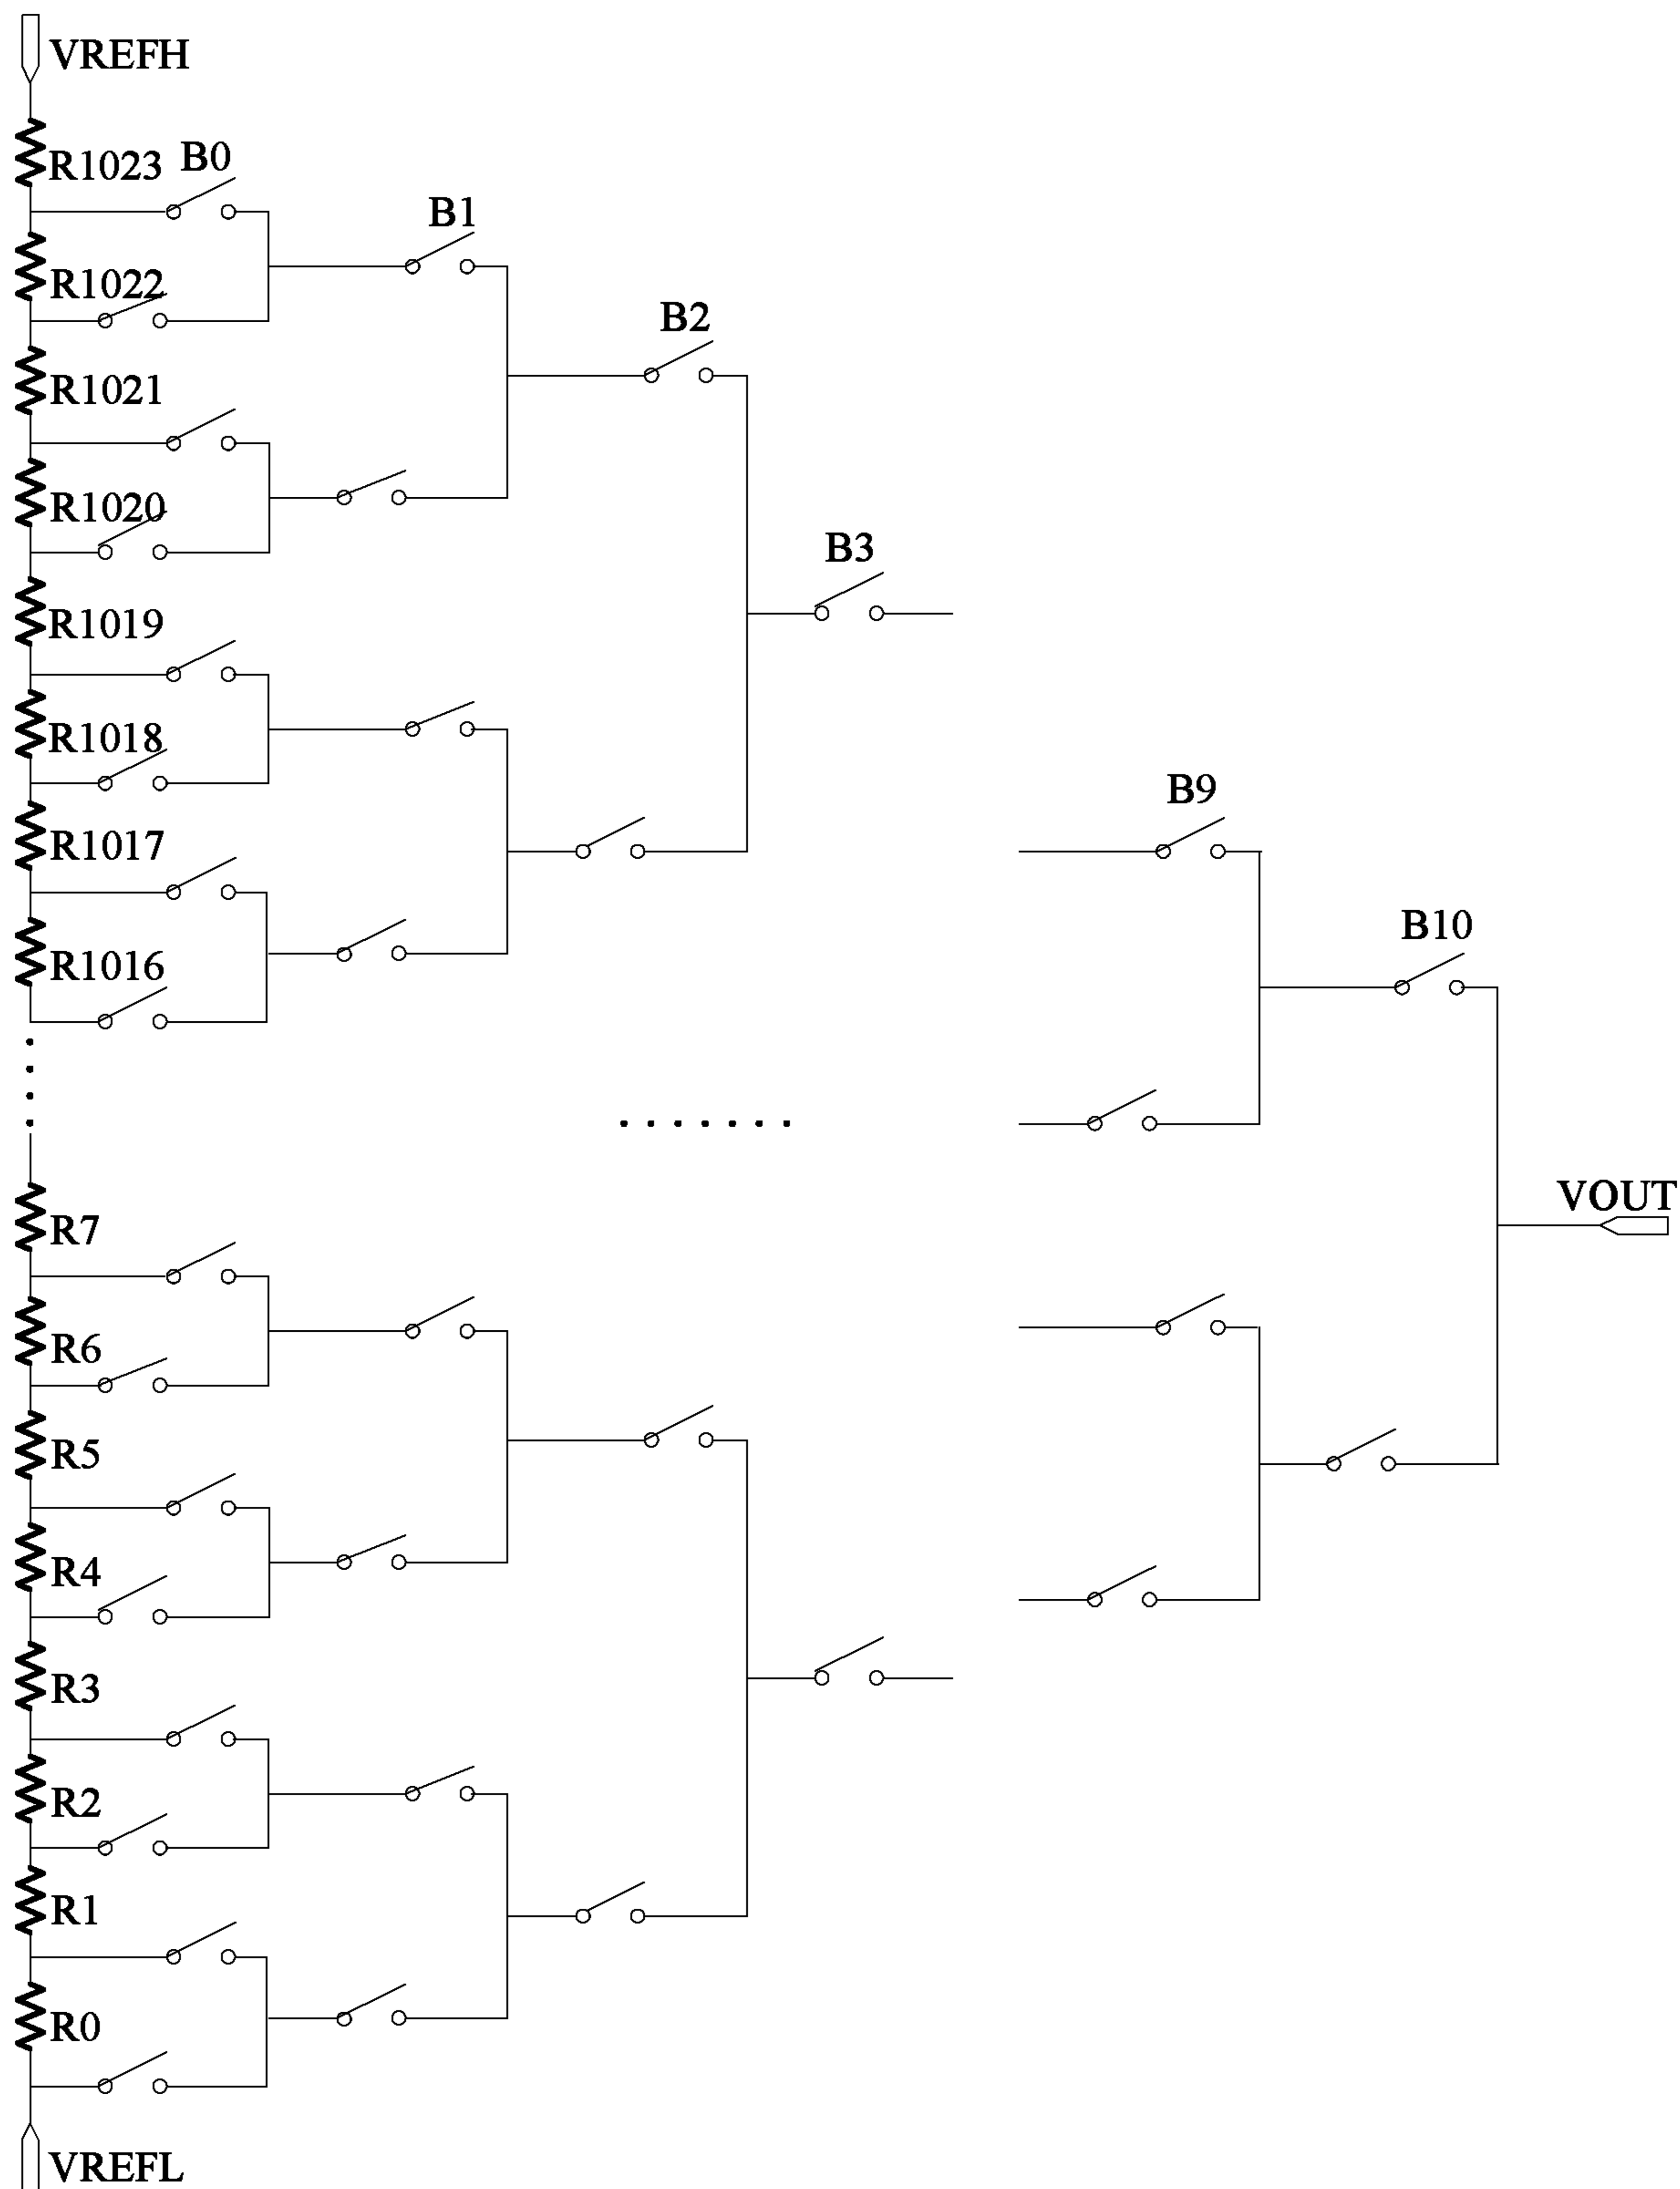 VREFH
R1023 B0
B1
R1022
B2
R1021
R1020
B3
R1019
R1018
B9
R1017
B10
R1016
VOUT
R7
R6
R5
R4
R3
R2
R1
R0
VREFL